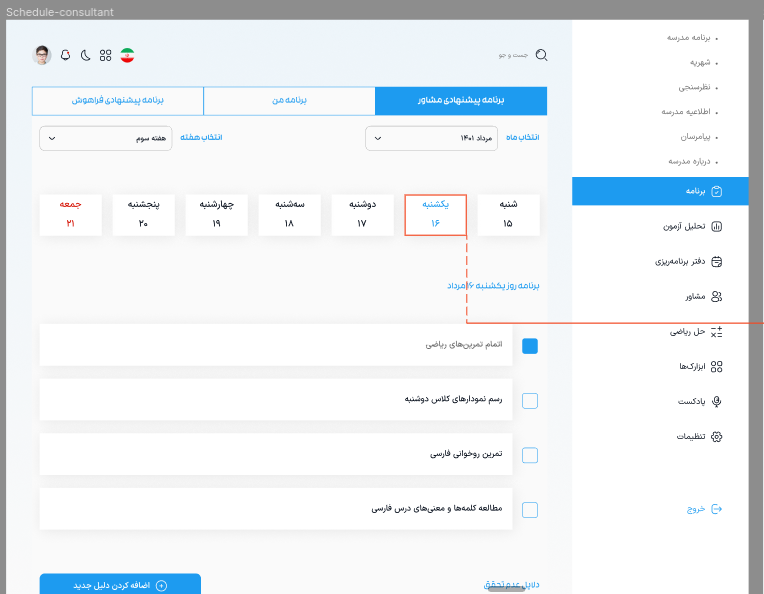 Schedule-consultant
جست و جو
برنامه پیشنهادی مشاور
برنامه من
برنامه پیشنهادی فراهوش
انتخاب ماه
مرداد ۱۴۰۱
انتخاب هفته
هفته سوم
شنبه
۱۵
یکشنبه
۱۶
دوشنبه
۱۷
سه‌شنبه
۱۸
چهارشنبه
۱۹
پنجشنبه
۲۰
جمعه
۲۱
برنامه روز یکشنبه ۱۶ مرداد
اتمام تمرین‌های ریاضی
رسم نمودارهای کلاس دوشنبه
تمرین روخوانی فارسی
مطالعه کلمه‌ها و معنی‌های درس فارسی
دلایل عدم تحقق
اضافه کردن دلیل جدید
برنامه مدرسه
شهریه
نظرسنجی
اطلاعیه مدرسه
پیامرسان
درباره مدرسه
برنامه
تحلیل آزمون
دفتر برنامه‌ریزی
مشاور
حل ریاضی
ابزارک‌ها
پادکست
تنظیمات
خروج